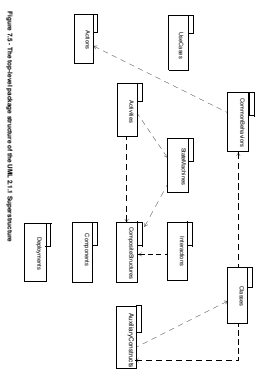 Classes
AuxiliaryConstructs
CommonBehaviors
Interactions
CompositeStructures
Components
Deployments
UseCases
StateMachines
Activities
Actions
Figure 7.5 - The top-level package structure of the UML 2.1.1 Superstructure